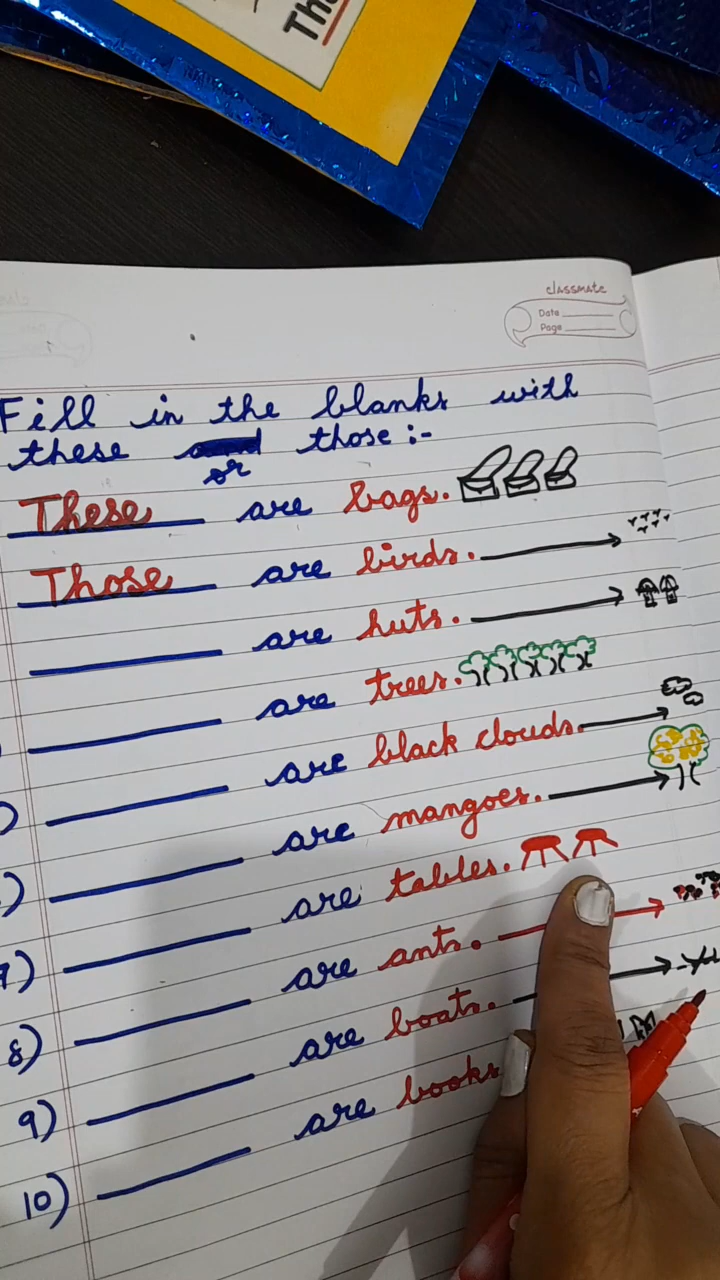 The
classmate
Date
Page
Fill in the blanks with
these or those :-
These are bags.
Those are birds.
are huts.
are trees.
are black clouds.
are mangoes.
7) are tables.
8) are ants.
9) are boats.
10) are books